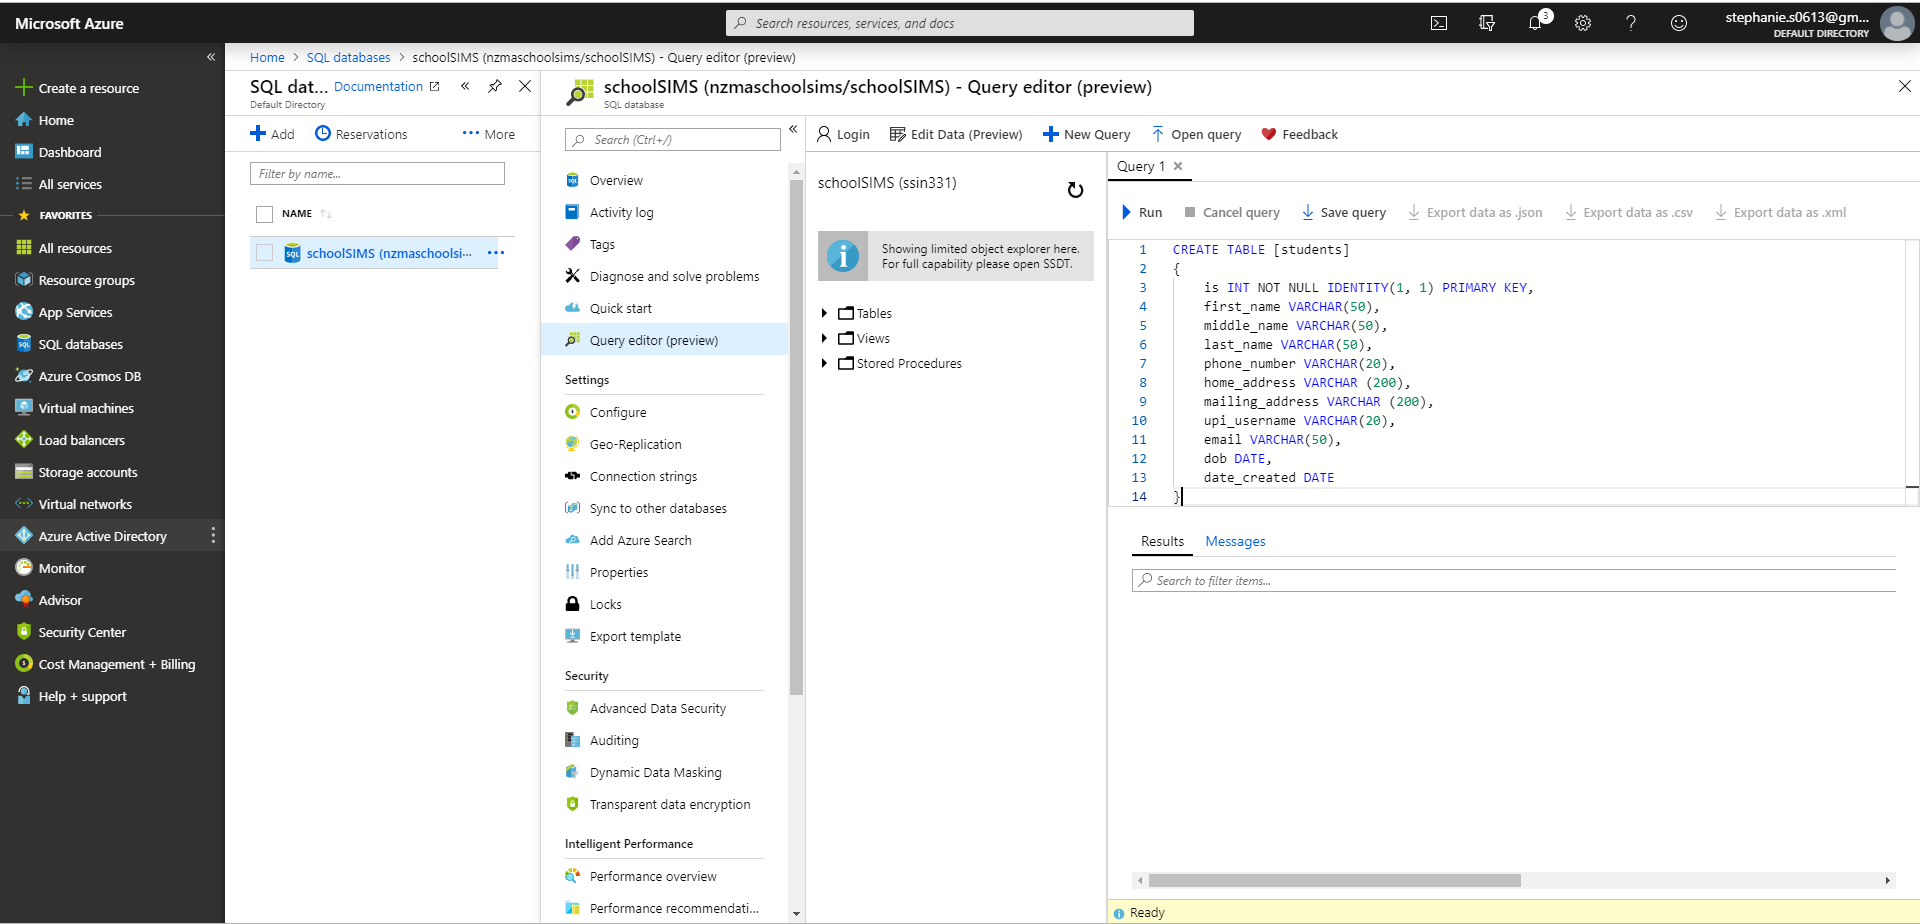 Microsoft Azure
Search resources, services, and docs
3
stephanie.s0613@gm...
DEFAULT DIRECTORY
Create a resource
Home
Dashboard
All services
FAVORITES
All resources
Resource groups
App Services
SQL databases
Azure Cosmos DB
Virtual machines
Load balancers
Storage accounts
Virtual networks
Azure Active Directory
Monitor
Advisor
Security Center
Cost Management + Billing
Help + support
Home > SQL databases > schoolSIMS (nzmaschoolsims/schoolSIMS) - Query editor (preview)
SQL dat... Documentation
Default Directory
Add Reservations ... More
Filter by name...
NAME
SQL schoolSIMS (nzmaschoolsi... ...
schoolSIMS (nzmaschoolsims/schoolSIMS) - Query editor (preview)
SQL database
Search (Ctrl+/)
Overview
Activity log
Tags
Diagnose and solve problems
Quick start
Query editor (preview)
Settings
Configure
Geo-Replication
Connection strings
Sync to other databases
Add Azure Search
Properties
Locks
Export template
Security
Advanced Data Security
Auditing
Dynamic Data Masking
Transparent data encryption
Intelligent Performance
Performance overview
Performance recommendati...
Login Edit Data (Preview) New Query Open query Feedback
schoolSIMS (ssin331)
Showing limited object explorer here.
For full capability please open SSDT.
Tables
Views
Stored Procedures
Query 1
Run Cancel query Save query Export data as .json Export data as .csv Export data as .xml
1 CREATE TABLE [students]
2 {
3 is INT NOT NULL IDENTITY(1, 1) PRIMARY KEY,
4 first_name VARCHAR(50),
5 middle_name VARCHAR(50),
6 last_name VARCHAR(50),
7 phone_number VARCHAR(20),
8 home_address VARCHAR (200),
9 mailing_address VARCHAR (200),
10 upi_username VARCHAR(20),
11 email VARCHAR(50),
12 dob DATE,
13 date_created DATE
14 }
Results Messages
Search to filter items...
Ready